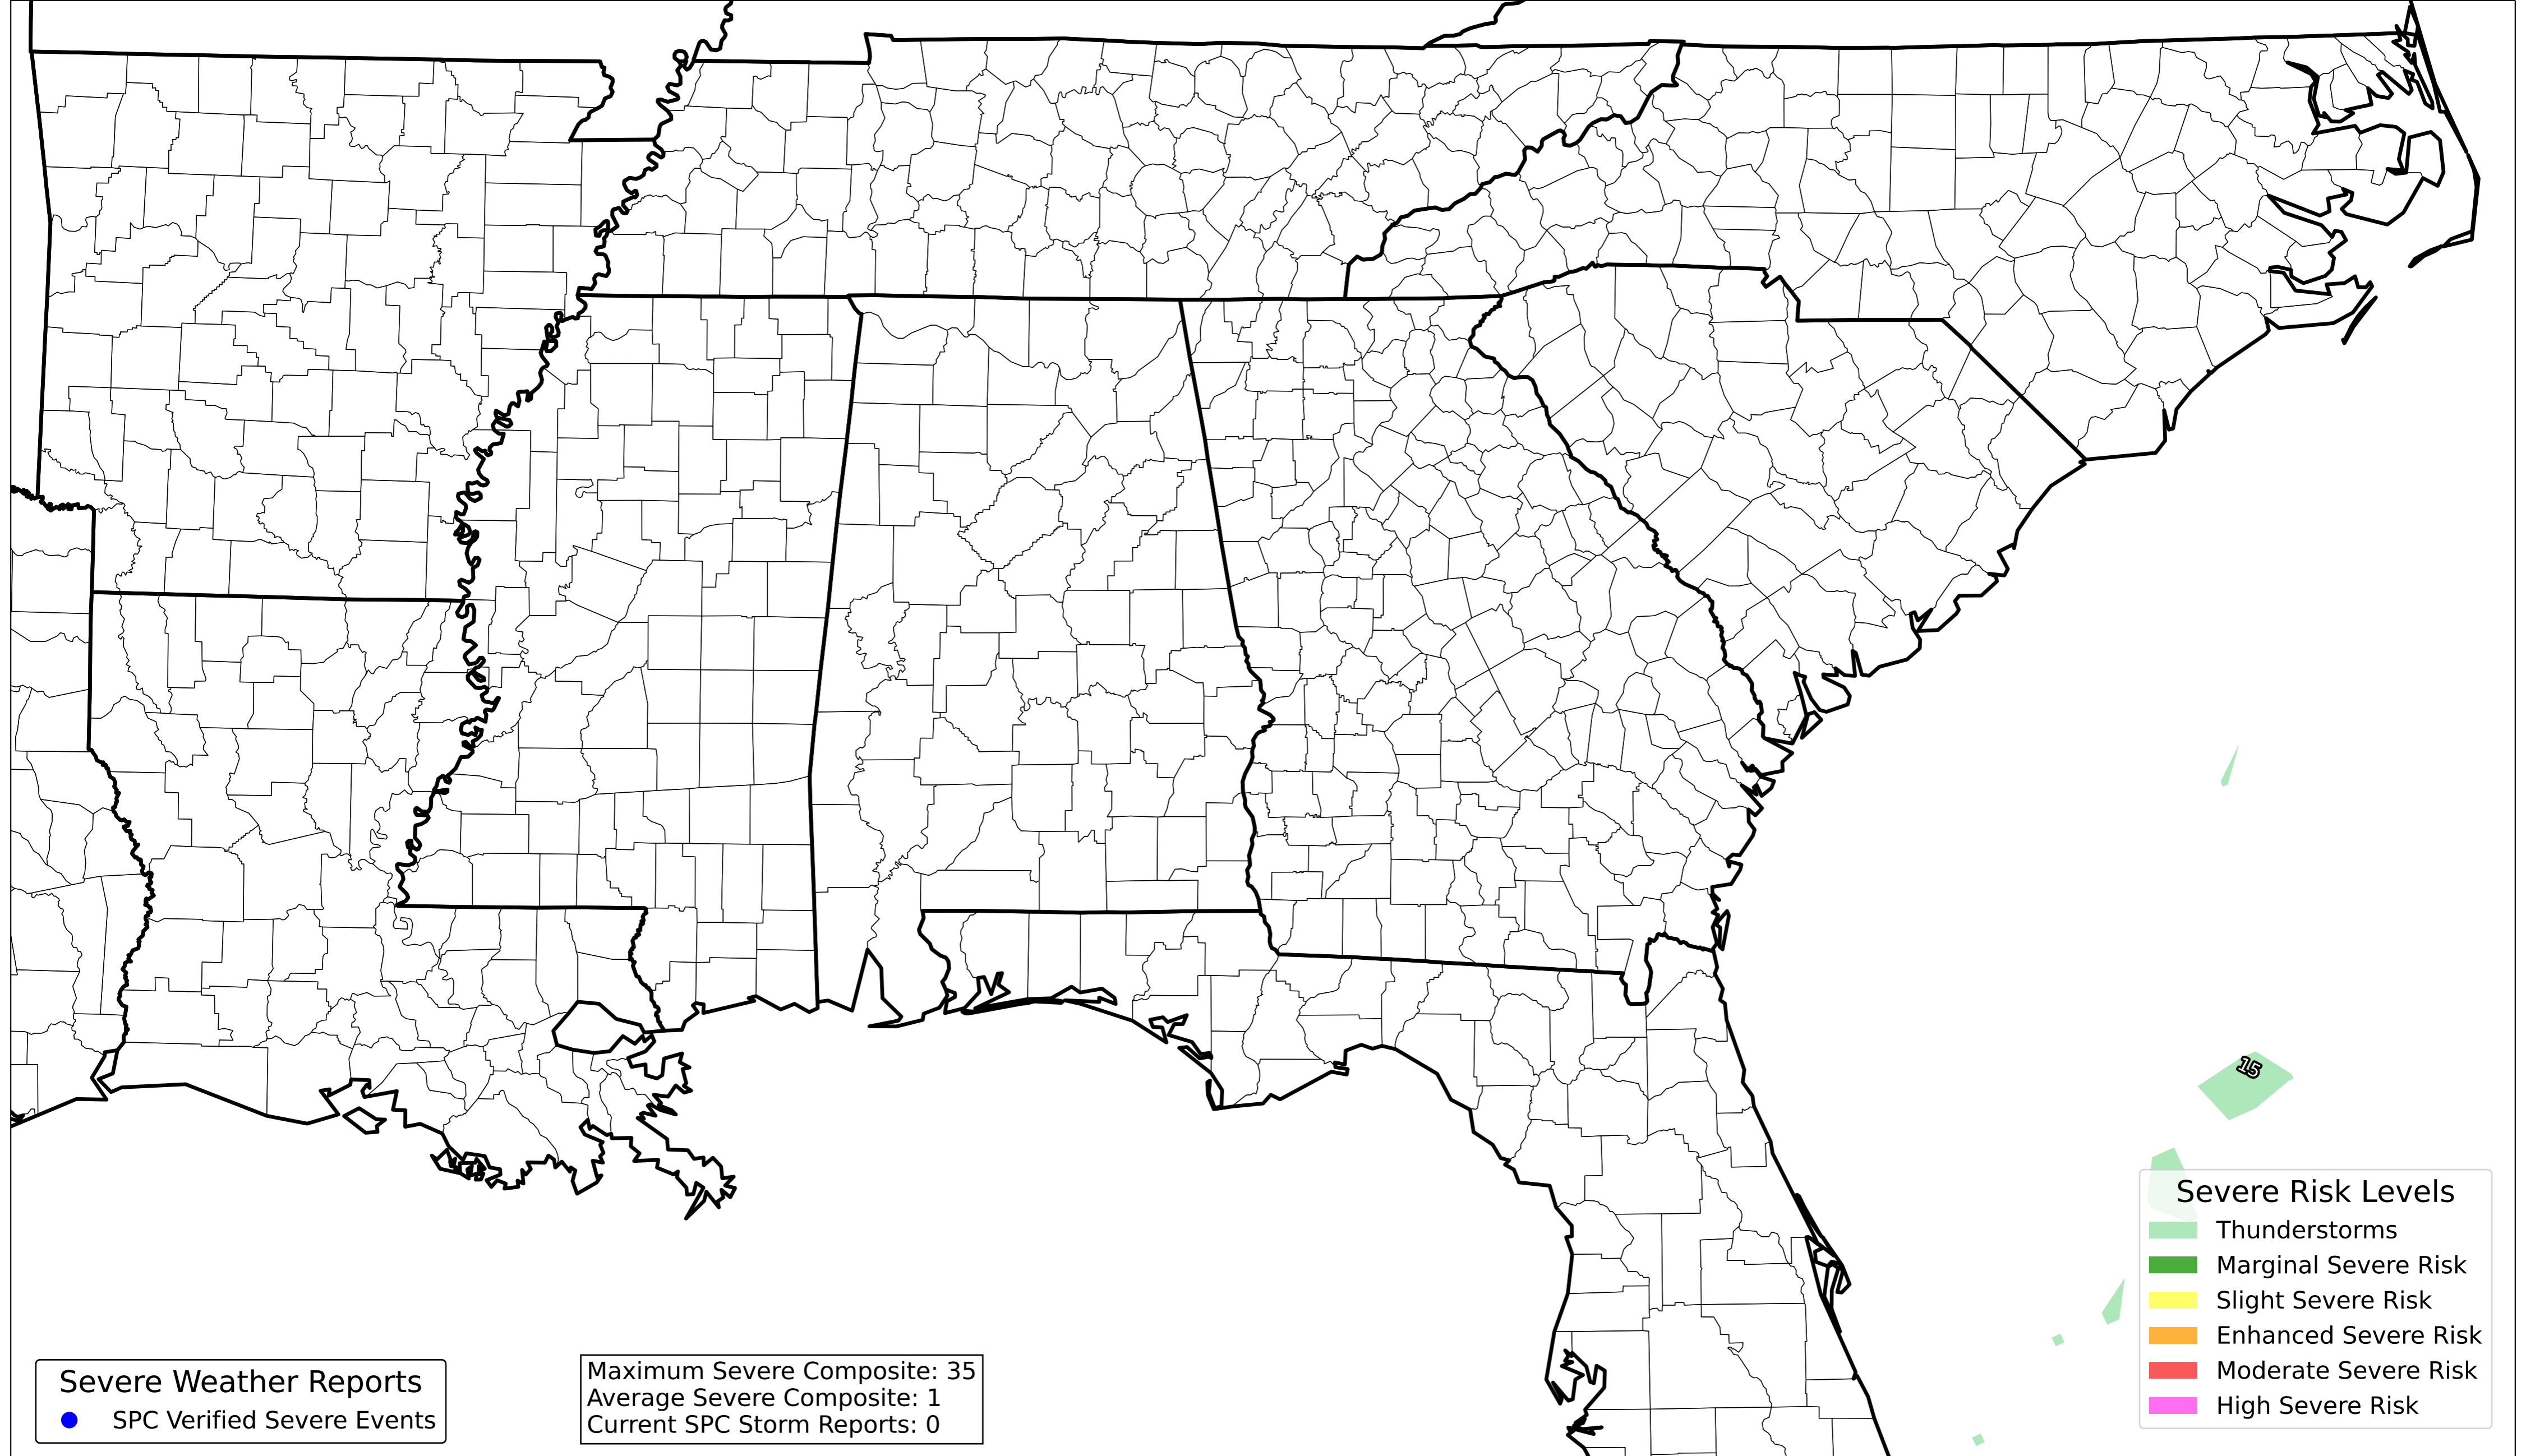 15
Severe Risk Levels
Thunderstorms
Marginal Severe Risk
Slight Severe Risk
Enhanced Severe Risk
Moderate Severe Risk
High Severe Risk
Severe Weather Reports
SPC Verified Severe Events
Maximum Severe Composite: 35
Average Severe Composite: 1
Current SPC Storm Reports: 0